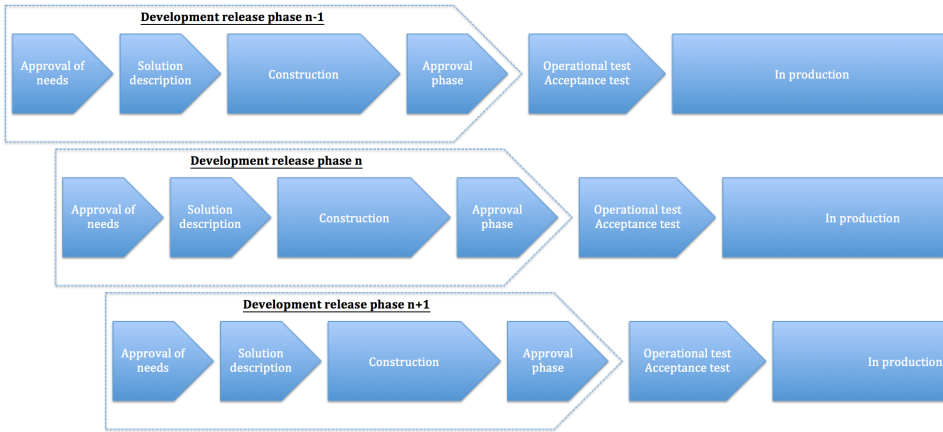 Development release phase n-1
Approval of
needs
Solution
description
Construction
Approval
phase
Operational test
Acceptance test
In production
Development release phase n
Approval of
needs
Solution
description
Construction
Approval
phase
Operational test
Acceptance test
In production
Development release phase n+1
Approval of
needs
Solution
description
Construction
Approval
phase
Operational test
Acceptance test
In production